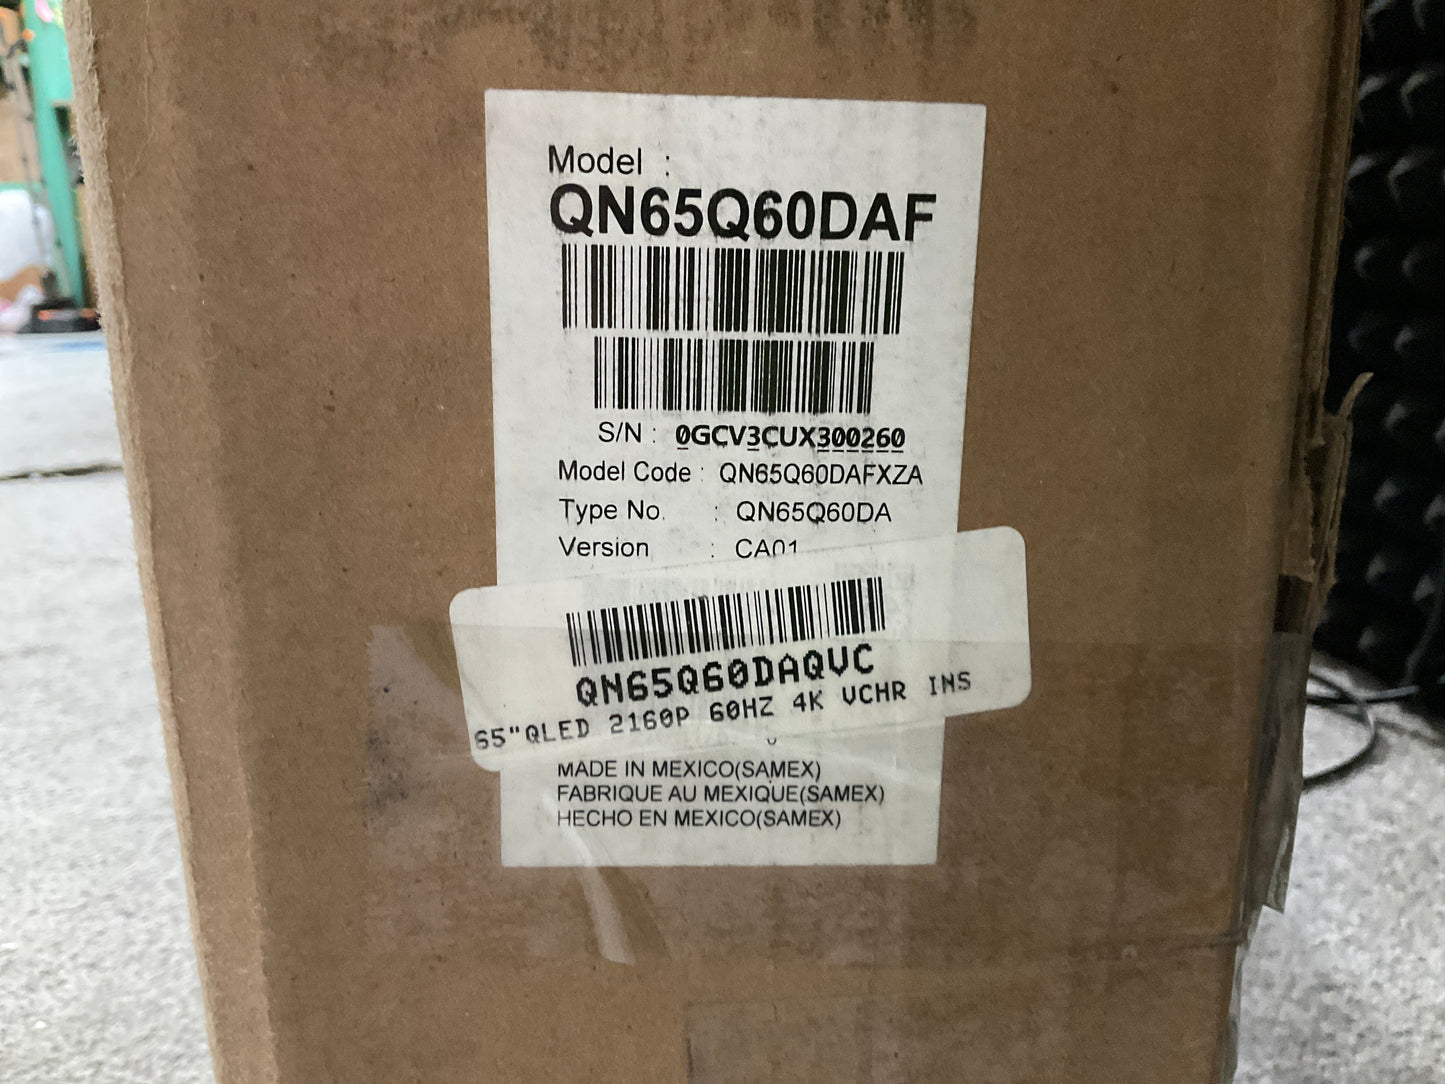 Model :
QN65Q60DAF
S/N : 0GCV3CUX300260
Model Code : QN65Q60DAFXZA
Type No. : QN65Q60DA
Version : CA01
QN65Q60DAQVC
65"QLED 2160P 60HZ 4K VCHR INS
MADE IN MEXICO(SAMEX)
FABRIQUE AU MEXIQUE(SAMEX)
HECHO EN MEXICO(SAMEX)